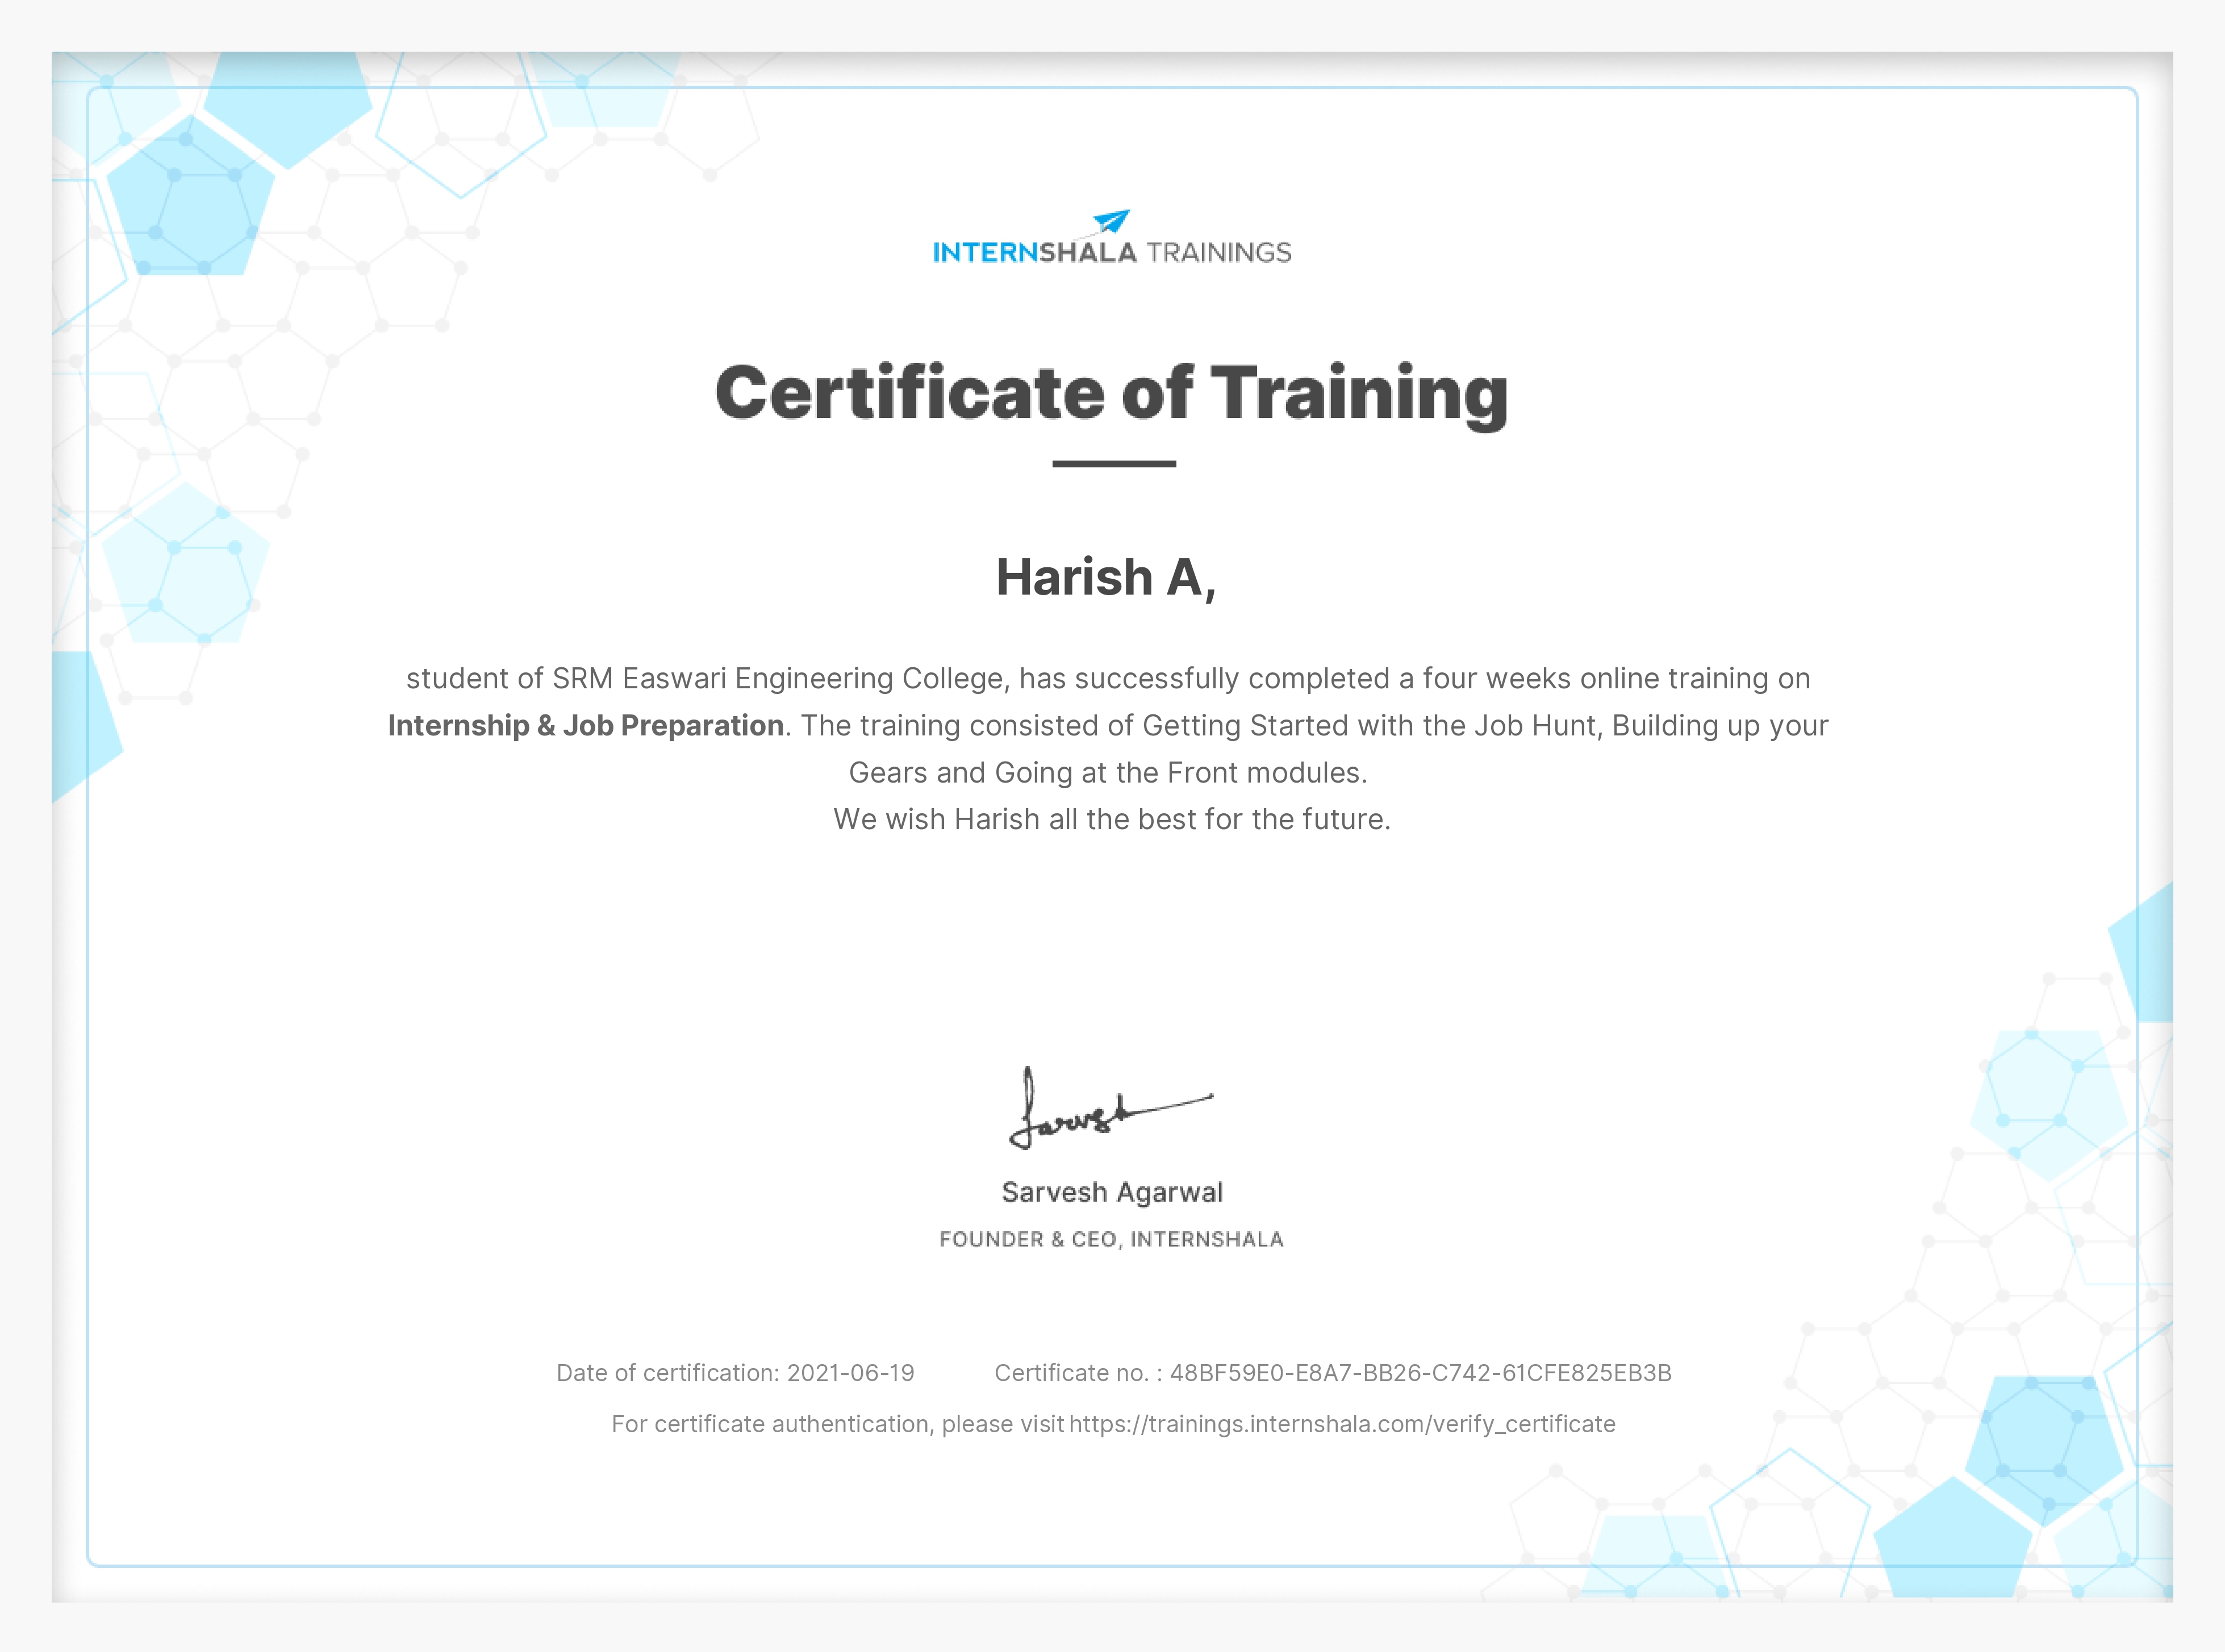 INTERNSHALA TRAININGS
Certificate of Training
Harish A,
student of SRM Easwari Engineering College, has successfully completed a four weeks online training on
Internship & Job Preparation. The training consisted of Getting Started with the Job Hunt, Building up your
Gears and Going at the Front modules.
We wish Harish all the best for the future.
Sarvesh
Sarvesh Agarwal
FOUNDER & CEO, INTERNSHALA
Date of certification: 2021-06-19 Certificate no. : 48BF59E0-E8A7-BB26-C742-61CFE825EB3B
For certificate authentication, please visit https://trainings.internshala.com/verify_certificate